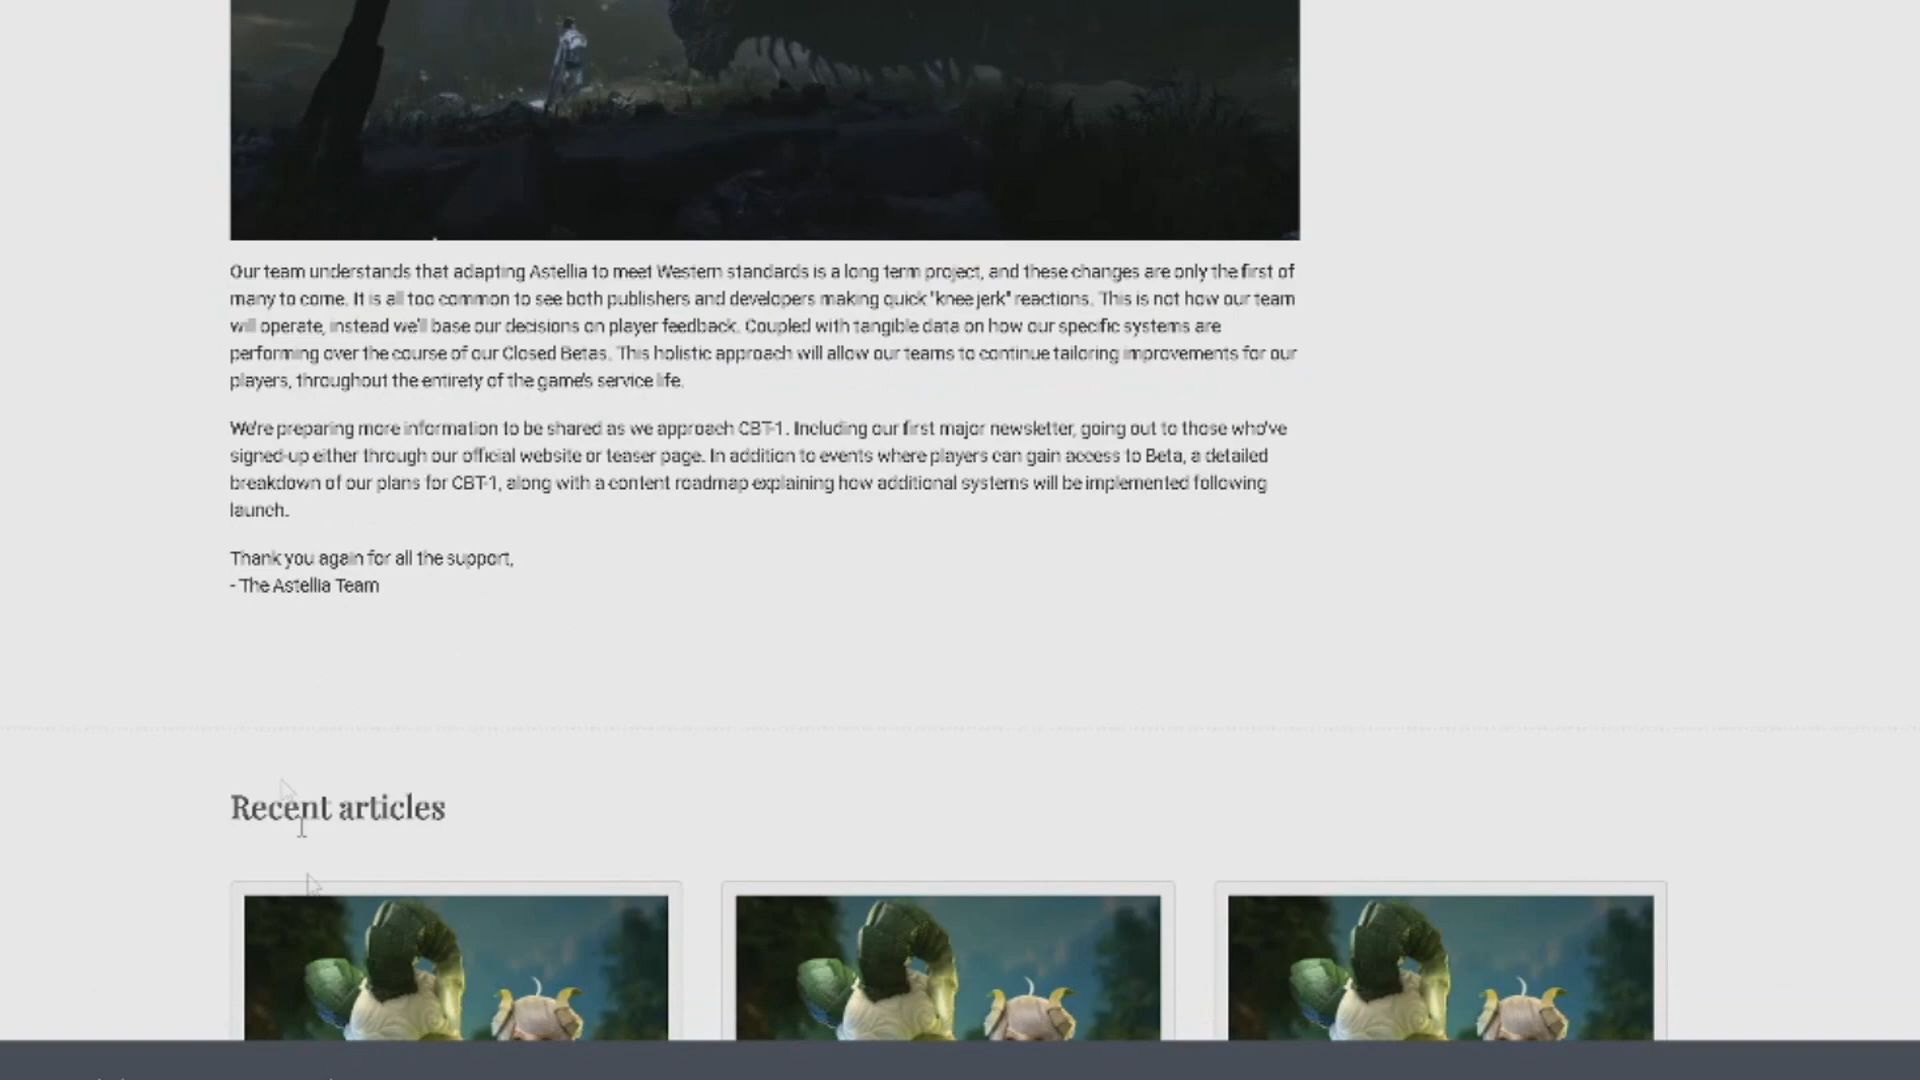 Our team understands that adapting Astellia to meet Western standards is a long term project, and these changes are only the first of
many to come. It is all too common to see both publishers and developers making quick "knee jerk" reactions. This is not how our team
will operate, instead we'll base our decisions on player feedback. Coupled with tangible data on how our specific systems are
performing over the course of our Closed Betas. This holistic approach will allow our teams to continue tailoring improvements for our
players, throughout the entirety of the game's service life.
We're preparing more information to be shared as we approach CBT-1. Including our first major newsletter, going out to those who've
signed-up either through our official website or teaser page. In addition to events where players can gain access to Beta, a detailed
breakdown of our plans for CBT-1, along with a content roadmap explaining how additional systems will be implemented following
launch.
Thank you again for all the support,
- The Astellia Team
Recent articles